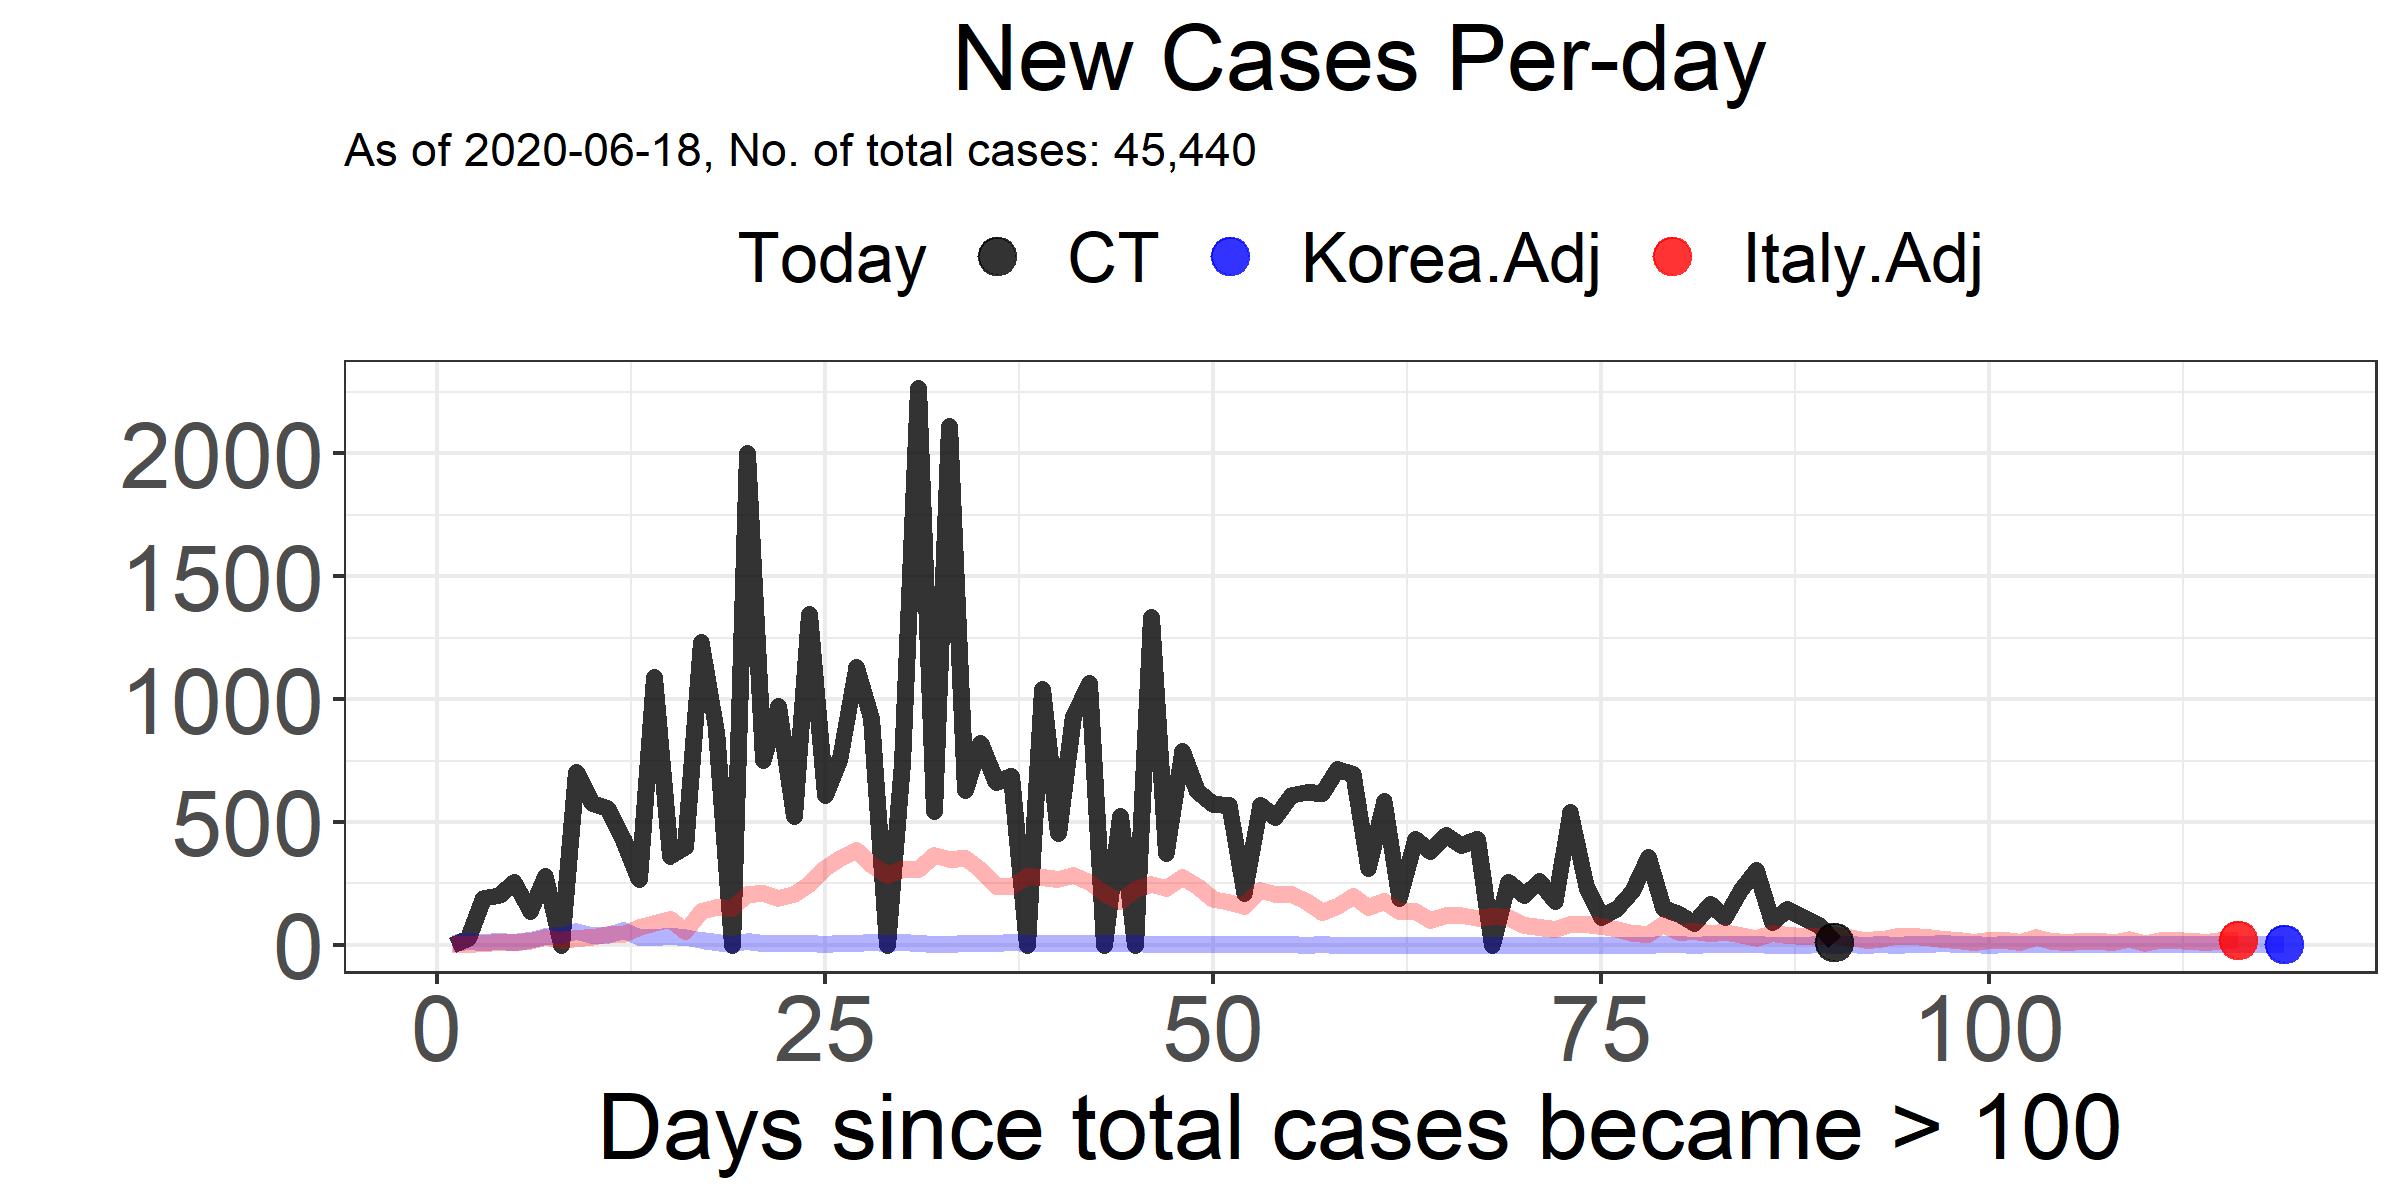 New Cases Per-day
As of 2020-06-18, No. of total cases: 45,440
Today CT Korea.Adj Italy.Adj
2000
1500
1000
500
0
0 25 50 75 100
Days since total cases became > 100